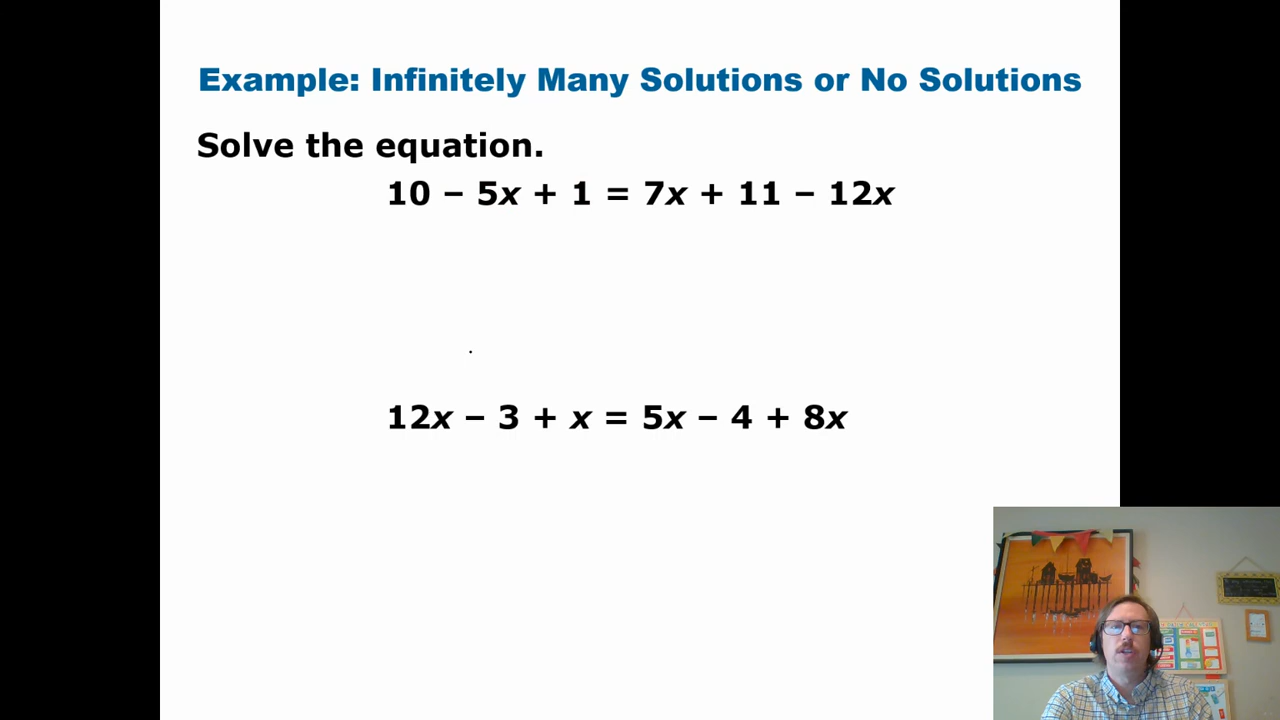 Example: Infinitely Many Solutions or No Solutions
Solve the equation.
10 – 5x + 1 = 7x + 11 – 12x
12x – 3 + x = 5x – 4 + 8x